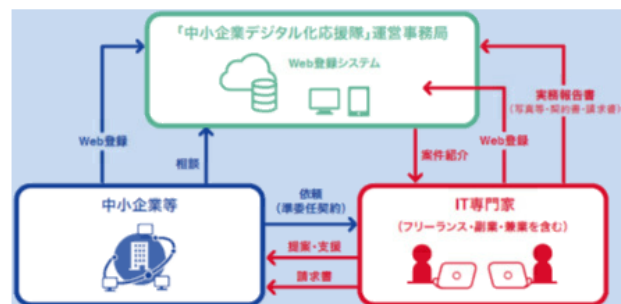 「中小企業デジタル化応援隊」運営事務局
Web登録システム
Web登録
相談
案件紹介
Web登録
実務報告書
(写真等・契約書・請求書)
中小企業等
依頼
(準委任契約)
提案・支援
請求書
IT専門家
(フリーランス・副業・兼業を含む)